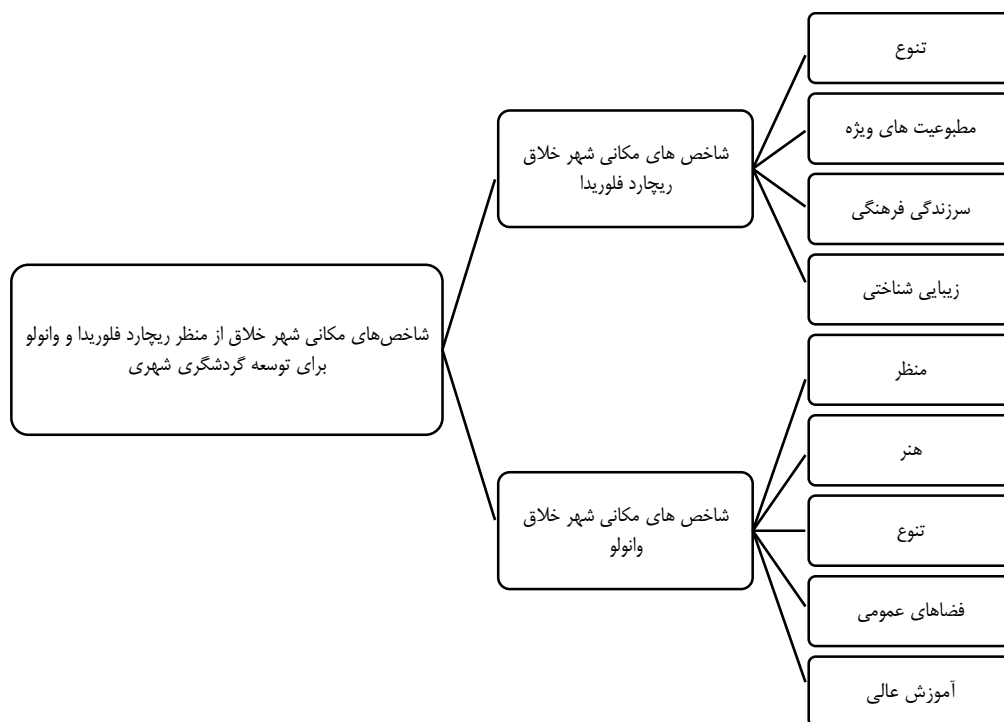 شاخص‌های مکانی شهر خلاق از منظر ریچارد فلوریدا و وانولو
برای توسعه گردشگری شهری
شاخص های مکانی شهر خلاق
ریچارد فلوریدا
تنوع
مطبوعیت های ویژه
سرزندگی فرهنگی
زیبایی شناختی
شاخص های مکانی شهر خلاق
وانولو
منظر
هنر
تنوع
فضاهای عمومی
آموزش عالی